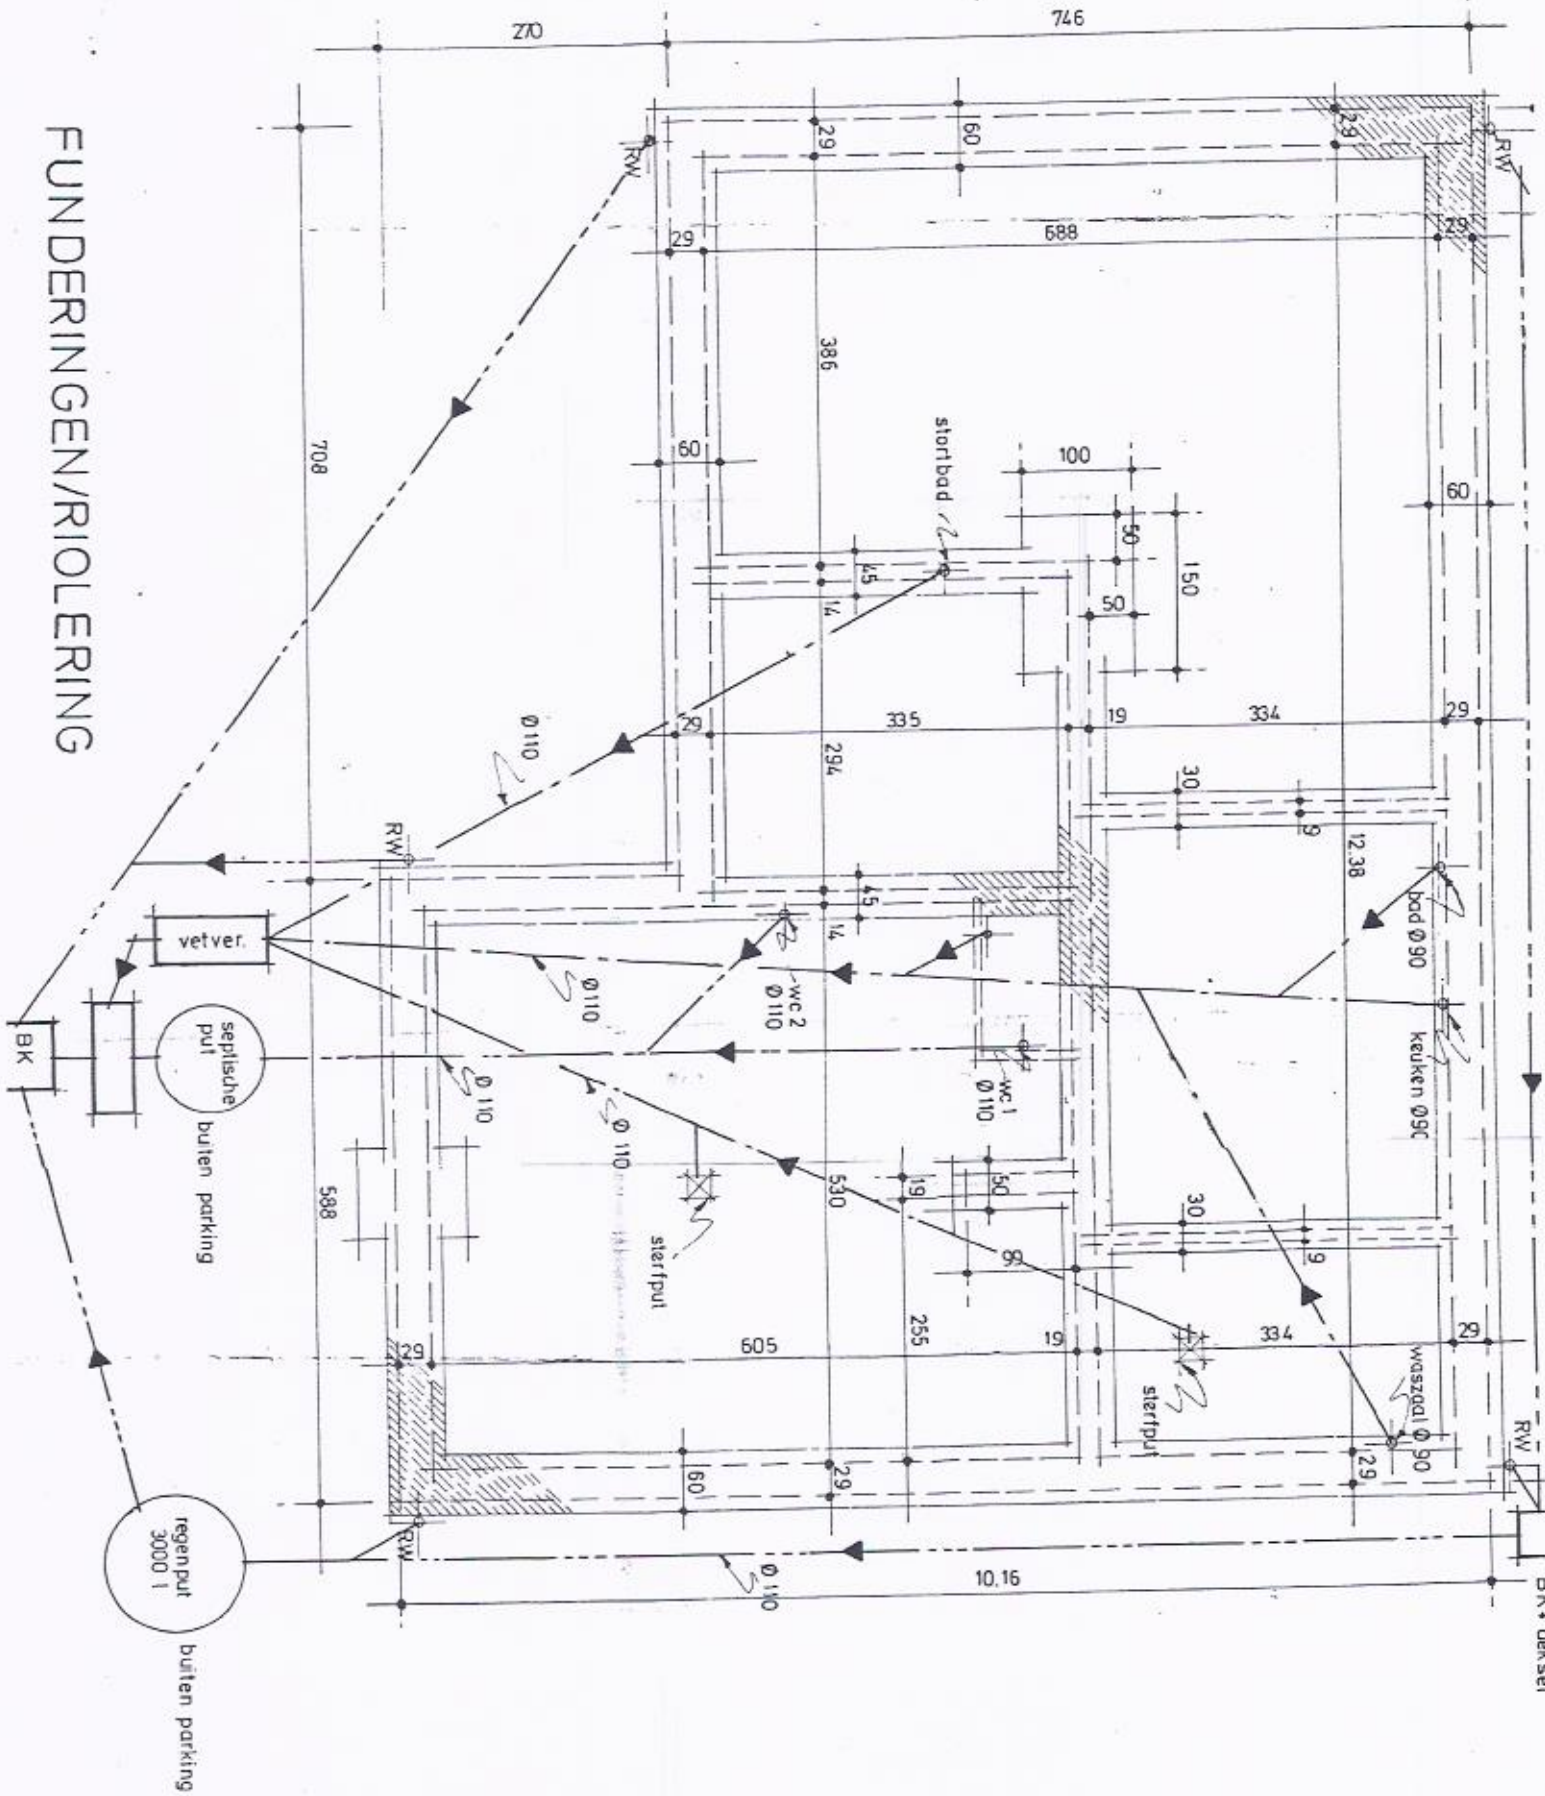 270
746
RW
29
60
29
RW
29
688
29
386
708
60
stortbad
100
50
150
50
60
45
14
Ø110
29
335
19
334
29
294
30
9
12.38
RW
45
14
bad Ø90
vetver.
Ø110
wc 2
Ø110
keuken Ø90
BK
septische
put
buiten parking
Ø110
Ø 110
wc 1
Ø110
588
530
19
50
30
9
sterfput
99
255
29
605
19
334
29
sterfput
waszaal Ø 90
RW
60
29
29
RW
regenput
3000 l
buiten parking
Ø 110
10.16
FUNDERINGEN/RIOLERING